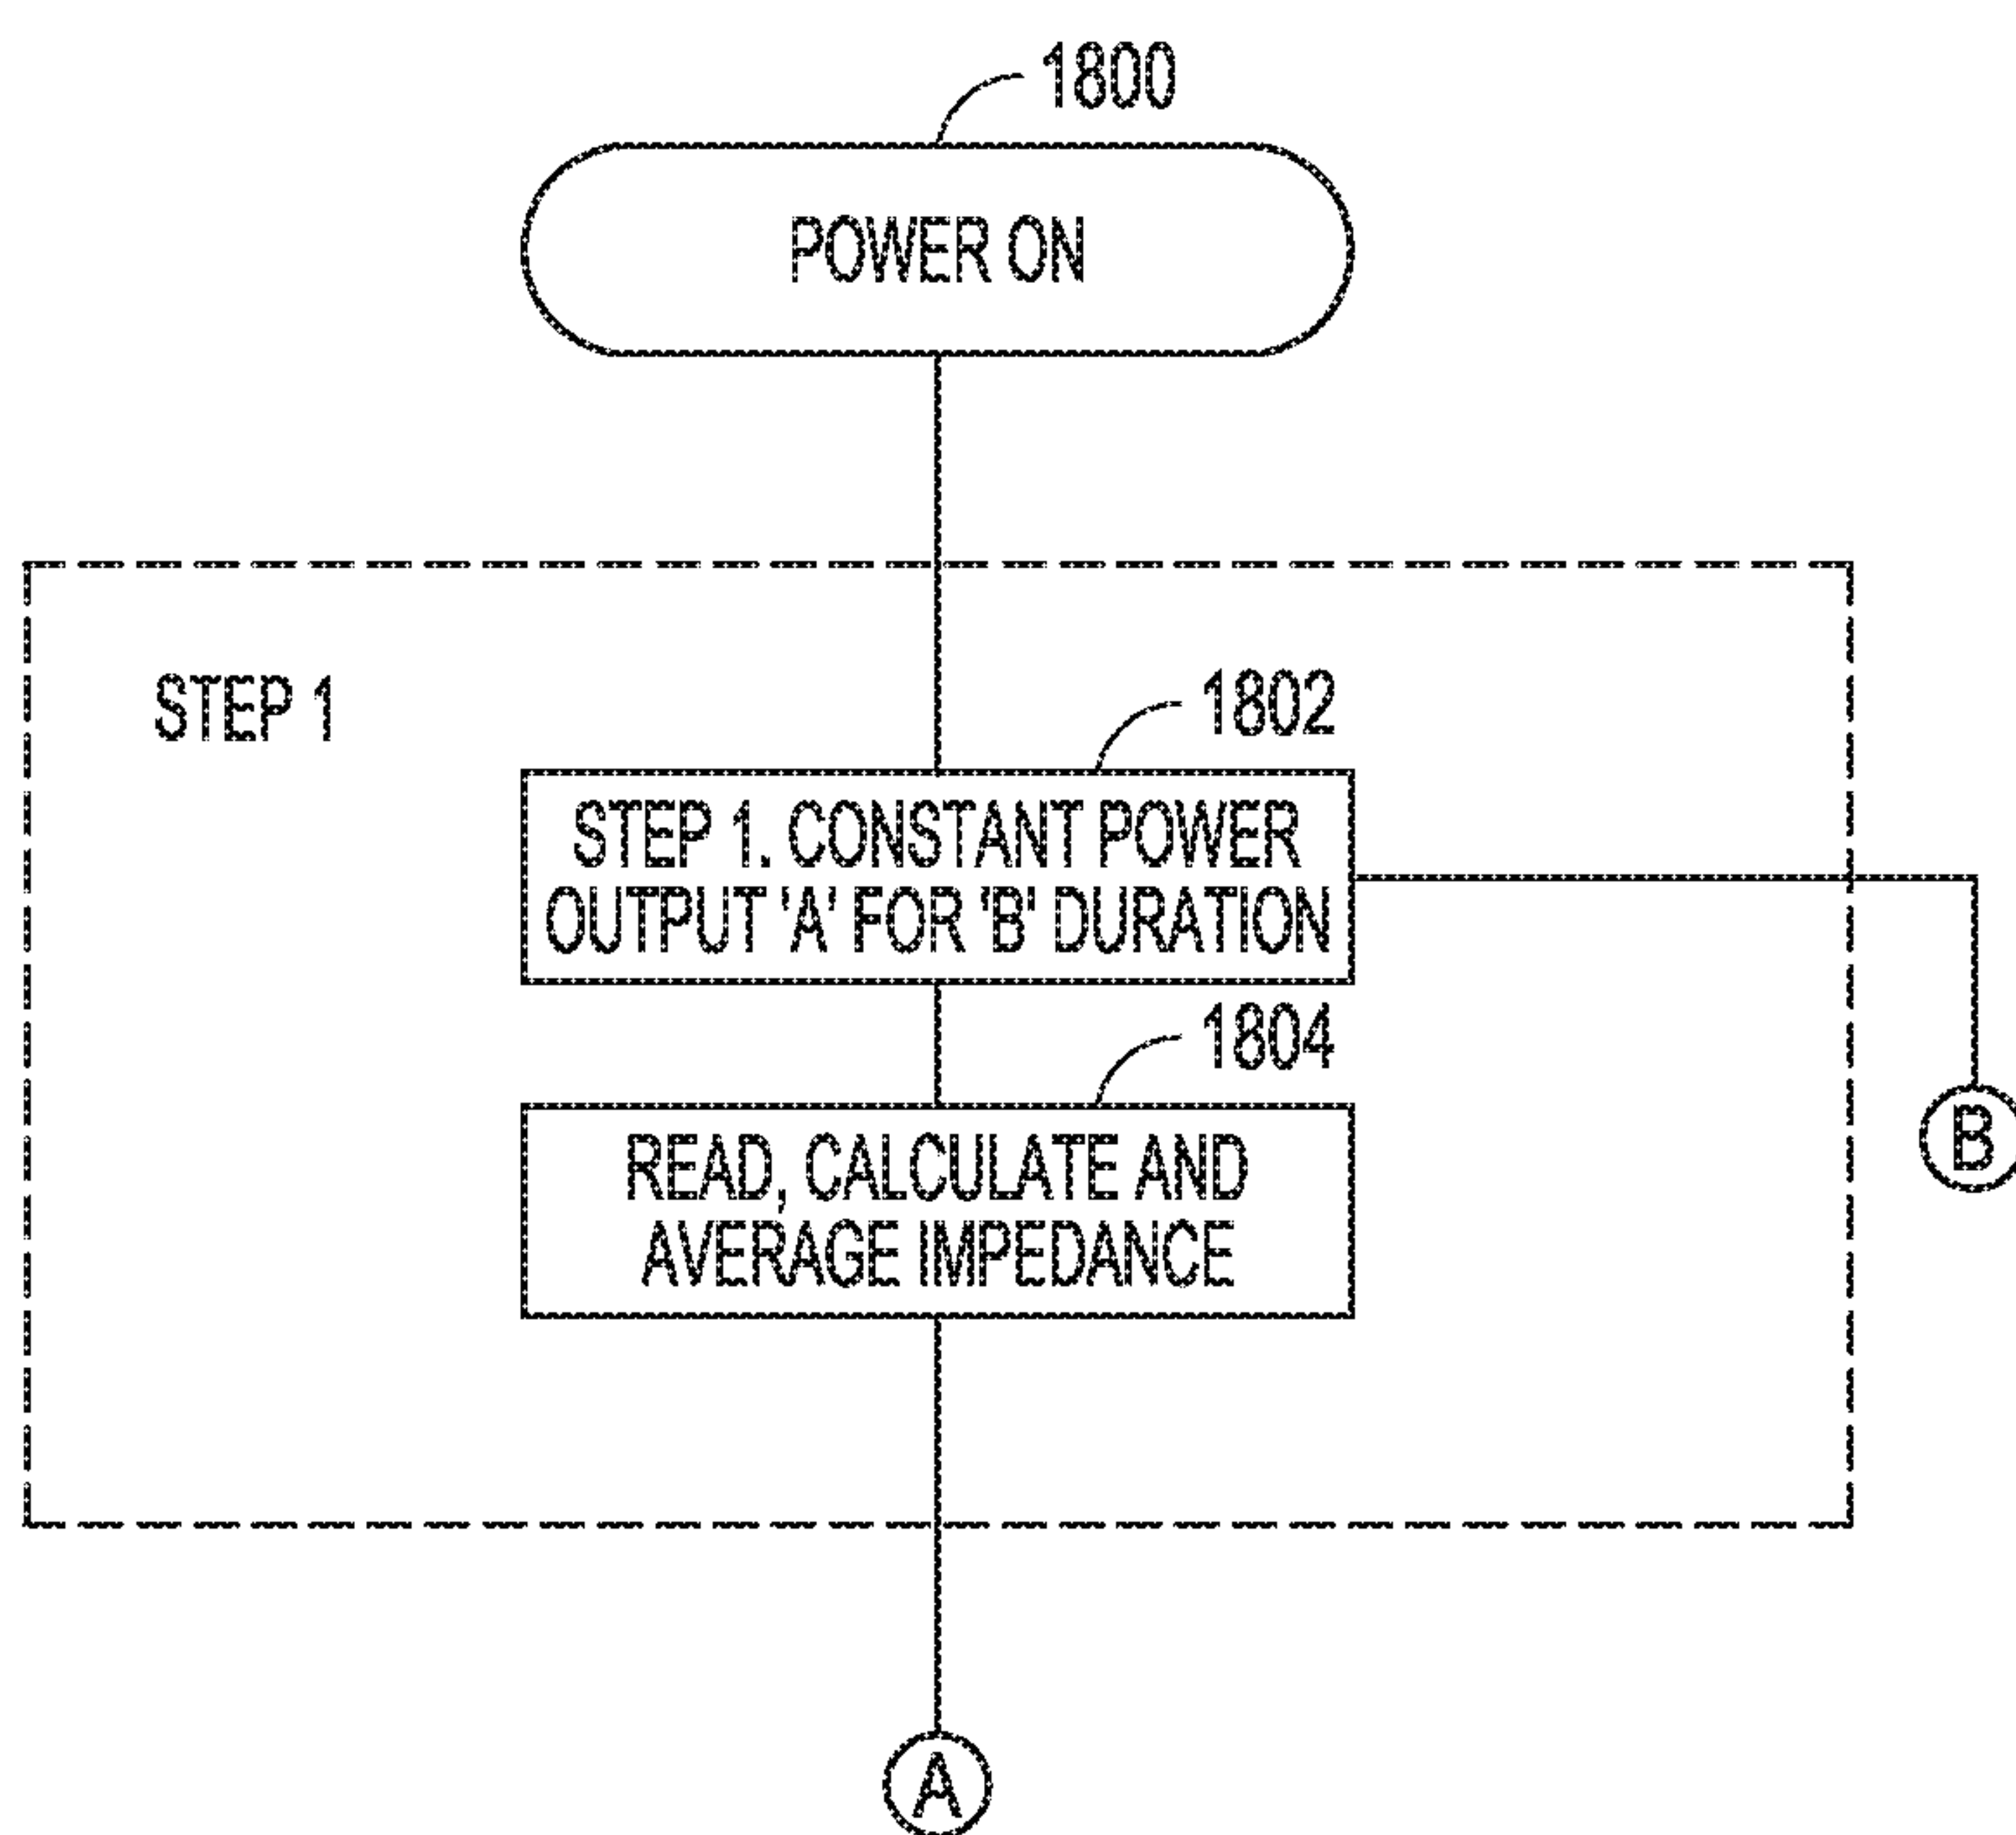 1800
POWER ON
STEP 1
1802
STEP 1. CONSTANT POWER
OUTPUT 'A' FOR 'B' DURATION
1804
READ, CALCULATE AND
AVERAGE IMPEDANCE
B
A